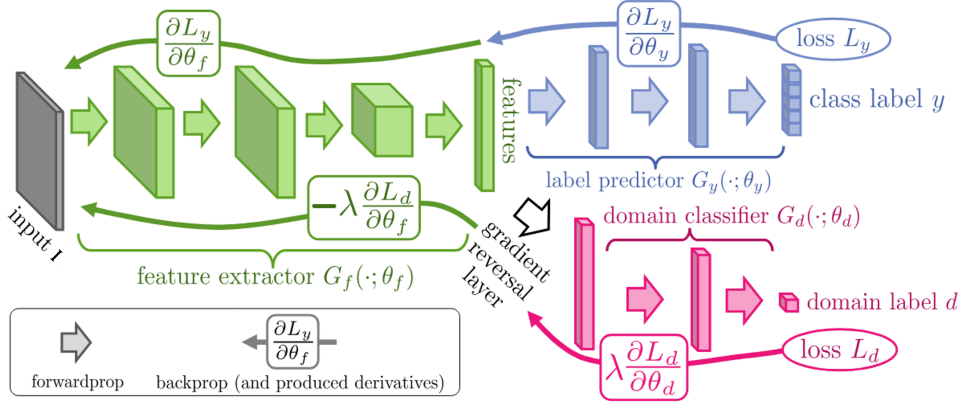 ∂L_y/∂θ_f
∂L_y/∂θ_y
loss L_y
features
class label y
label predictor G_y(·;θ_y)
input I
−λ ∂L_d/∂θ_f
gradient
reversal
layer
domain classifier G_d(·;θ_d)
feature extractor G_f(·;θ_f)
domain label d
loss L_d
λ ∂L_d/∂θ_d
∂L_y/∂θ_f
forwardprop
backprop (and produced derivatives)